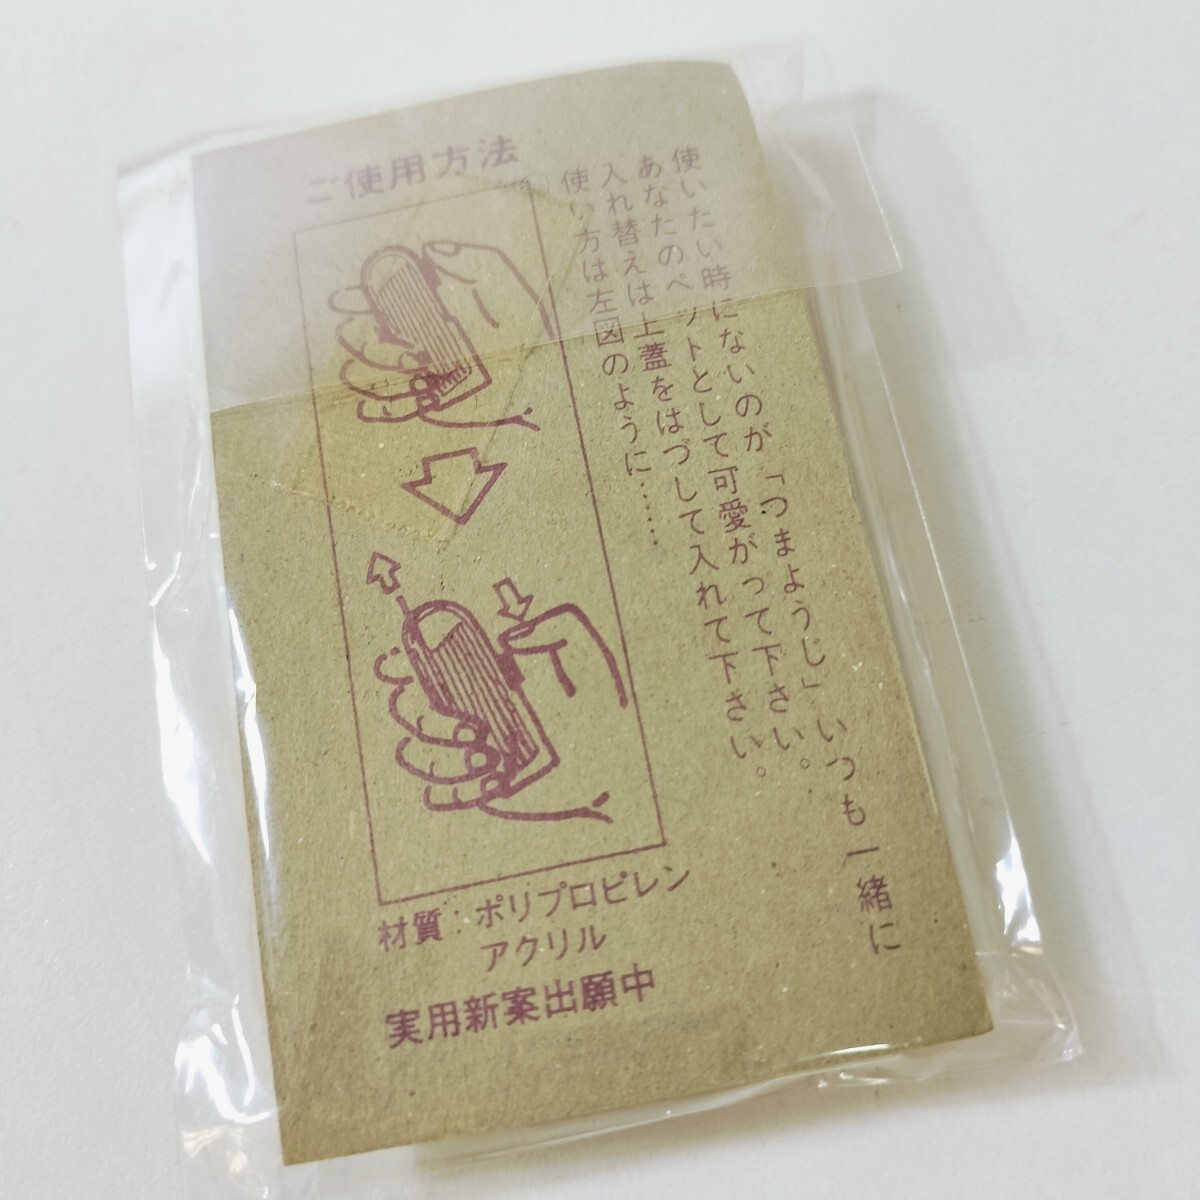 ご使用方法
使いたい時にないのが「つまようじ」いつも一緒に
あなたのペットとして可愛がって下さい。
入れ替えは上蓋をはづして入れて下さい。
使い方は左図のように……
材質:ポリプロピレン
アクリル
実用新案出願中